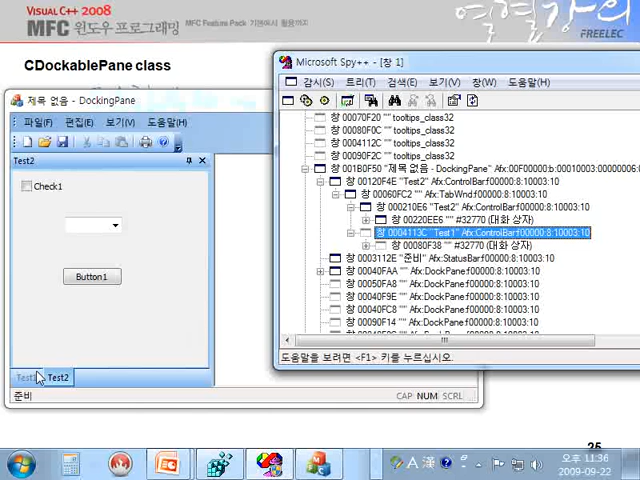 VISUAL C++ 2008
MFC 윈도우 프로그래밍 MFC Feature Pack 기본에서 활용까지
열혈강의
FREELEC
CDockablePane class
제목 없음 - DockingPane
파일(F) 편집(E) 보기(V) 도움말(H)
Test2
Check1
Button1
Test2
준비
CAP NUM SCRL
Microsoft Spy++ - [창 1]
감시(S) 트리(T) 검색(E) 보기(V) 창(W) 도움말(H)
창 00070F20 "" tooltips_class32
창 00080F0C "" tooltips_class32
창 0004112C "" tooltips_class32
창 00090F2C "" tooltips_class32
창 001B0F50 "제목 없음 - DockingPane" Afx:00F00000:b:00010003:00000006:0
창 00120F4E "Test2" Afx:ControlBar:f00000:8:10003:10
창 00060FC2 "" Afx:TabWnd:f00000:8:10003:10
창 000210E6 "Test2" Afx:ControlBar:f00000:8:10003:10
창 00220EE6 "" #32770 (대화 상자)
창 0004113C "Test1" Afx:ControlBar:f00000:8:10003:10
창 00080F38 "" #32770 (대화 상자)
창 0003112E "준비" Afx:StatusBar:f00000:8:10003:10
창 00040FAA "" Afx:DockPane:f00000:8:10003:10
창 00050FA8 "" Afx:DockPane:f00000:8:10003:10
창 00040F9E "" Afx:DockPane:f00000:8:10003:10
창 00040FC8 "" Afx:DockPane:f00000:8:10003:10
창 00090F14 "" Afx:DockPane:f00000:8:10003:10
도움말을 보려면 <F1> 키를 누르십시오.
25
A 漢
오후 11:36
2009-09-22